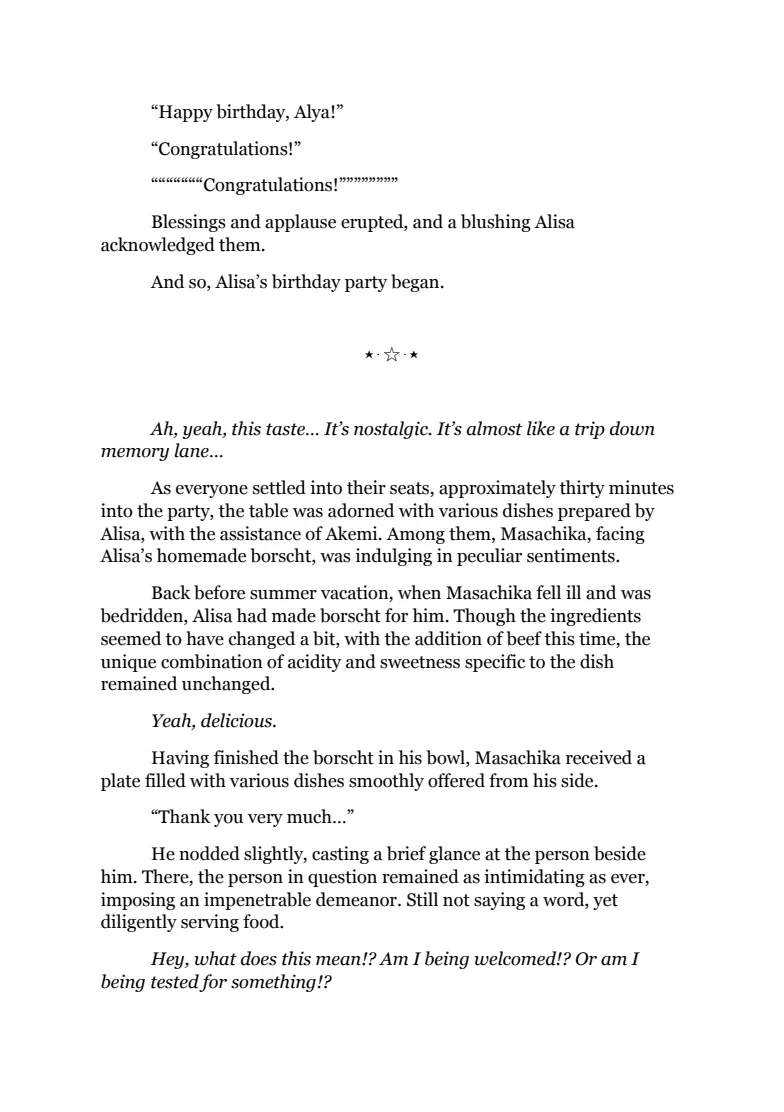 “Happy birthday, Alya!”
“Congratulations!”
“““““““Congratulations!””””””””
Blessings and applause erupted, and a blushing Alisa
acknowledged them.
And so, Alisa’s birthday party began.
⋆ · ☆ · ⋆
Ah, yeah, this taste… It’s nostalgic. It’s almost like a trip down
memory lane…
As everyone settled into their seats, approximately thirty minutes
into the party, the table was adorned with various dishes prepared by
Alisa, with the assistance of Akemi. Among them, Masachika, facing
Alisa’s homemade borscht, was indulging in peculiar sentiments.
Back before summer vacation, when Masachika fell ill and was
bedridden, Alisa had made borscht for him. Though the ingredients
seemed to have changed a bit, with the addition of beef this time, the
unique combination of acidity and sweetness specific to the dish
remained unchanged.
Yeah, delicious.
Having finished the borscht in his bowl, Masachika received a
plate filled with various dishes smoothly offered from his side.
“Thank you very much…”
He nodded slightly, casting a brief glance at the person beside
him. There, the person in question remained as intimidating as ever,
imposing an impenetrable demeanor. Still not saying a word, yet
diligently serving food.
Hey, what does this mean!? Am I being welcomed!? Or am I
being tested for something!?